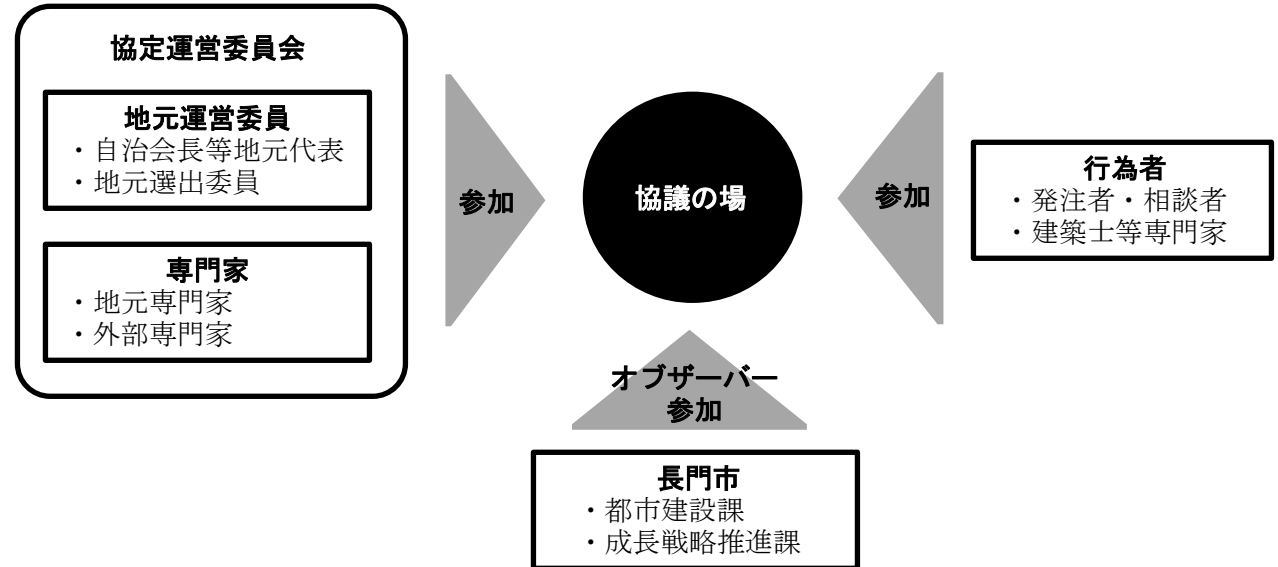 協定運営委員会
地元運営委員
・自治会長等地元代表
・地元選出委員
専門家
・地元専門家
・外部専門家
参加
協議の場
参加
行為者
・発注者・相談者
・建築士等専門家
オブザーバー
参加
長門市
・都市建設課
・成長戦略推進課